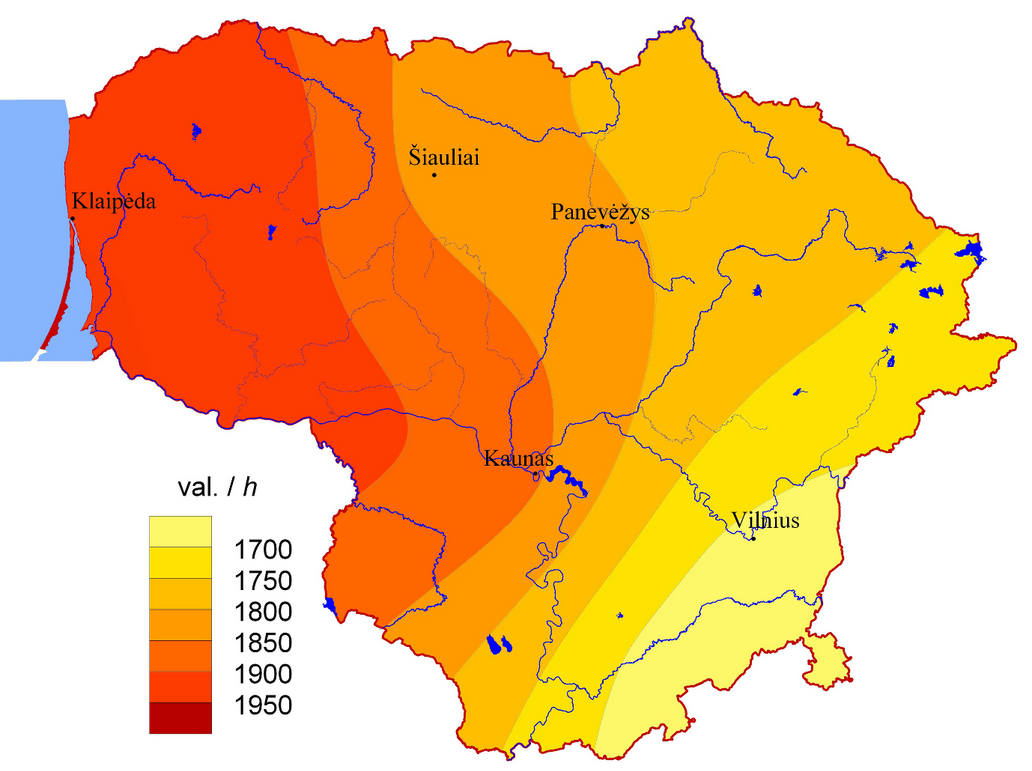 Šiauliai
Klaipėda
Panevėžys
Kaunas
Vilnius
val. / h
1700
1750
1800
1850
1900
1950